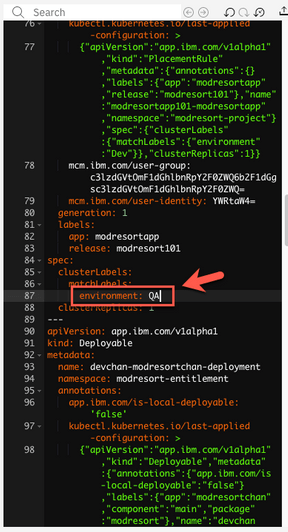 Search
76 kubectl.kubernetes.io/last-applied
-configuration: >
77 {"apiVersion":"app.ibm.com/v1alpha1"
,"kind":"PlacementRule"
,"metadata":{"annotations":{}
,"labels":{"app":"modresortapp"
,"release":"modresort101"},"name"
:"modresortapp101-modresortapp"
,"namespace":"modresort-project"}
,"spec":{"clusterLabels"
:{"matchLabels":{"environment"
:"Dev"}},"clusterReplicas":1}}
78 mcm.ibm.com/user-group:
c3lzdGVtOmF1dGhlbnRpY2F0ZWQ6b2F1dGg
sc3lzdGVtOmF1dGhlbnRpY2F0ZWQ=
79 mcm.ibm.com/user-identity: YWRtaW4=
80 generation: 1
81 labels:
82 app: modresortapp
83 release: modresort101
84 spec:
85 clusterLabels:
86 matchLabels:
87 environment: QA
88 clusterReplicas: 1
89 ---
90 apiVersion: app.ibm.com/v1alpha1
91 kind: Deployable
92 metadata:
93 name: devchan-modresortchan-deployment
94 namespace: modresort-entitlement
95 annotations:
96 app.ibm.com/is-local-deployable:
'false'
97 kubectl.kubernetes.io/last-applied
-configuration: >
98 {"apiVersion":"app.ibm.com/v1alpha1"
,"kind":"Deployable","metadata"
:{"annotations":{"app.ibm.com/is
-local-deployable":"false"}
,"labels":{"app":"modresortchan"
,"component":"main","package"
:"modresort"},"name":"devchan